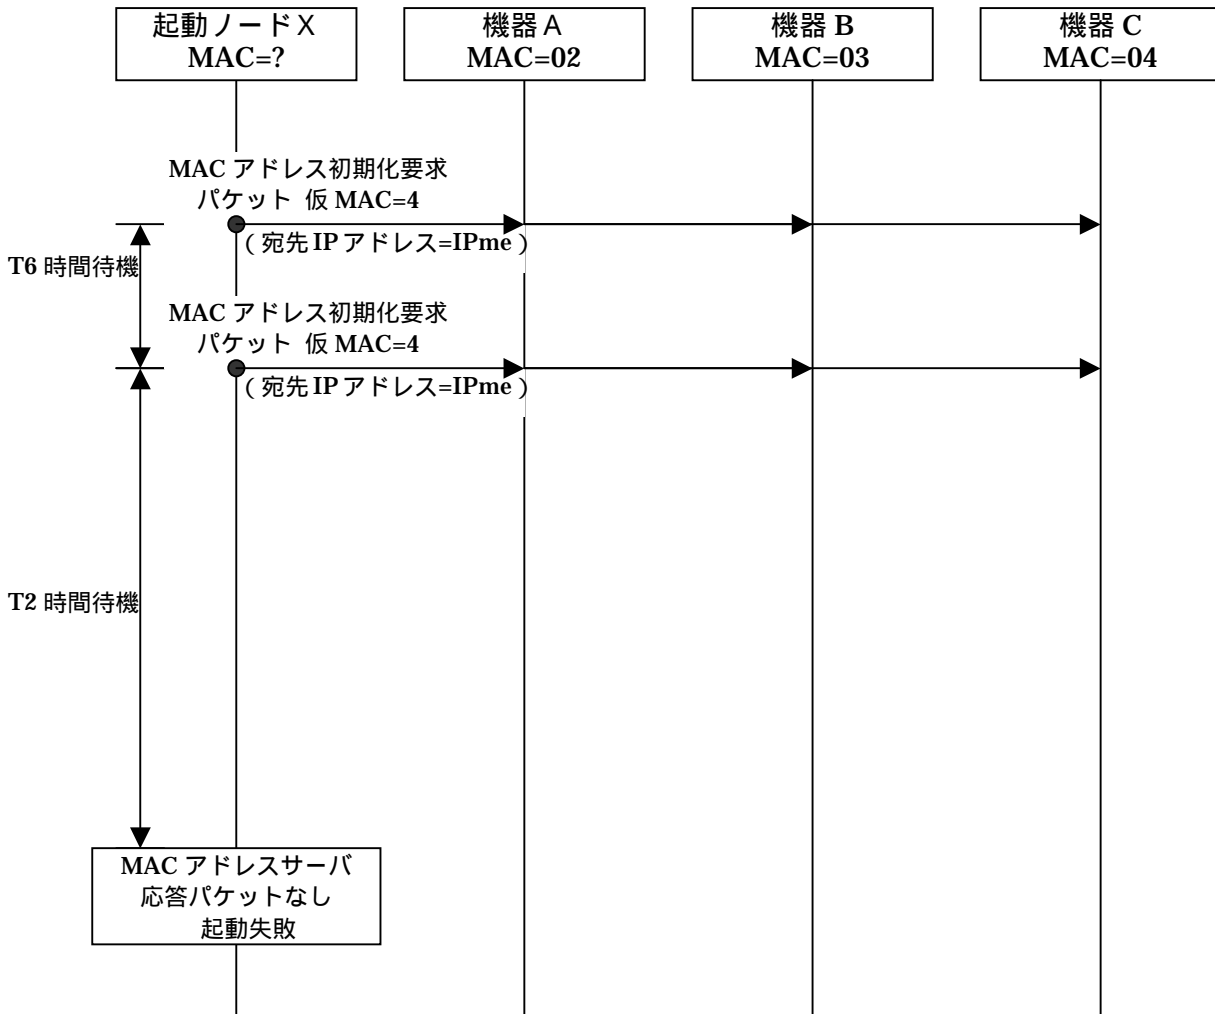 起動ノードX
MAC=?
機器A
MAC=02
機器 B
MAC=03
機器 C
MAC=04
MAC アドレス初期化要求
パケット 仮 MAC=4
(宛先 IP アドレス=IPme)
T6 時間待機
MAC アドレス初期化要求
パケット 仮 MAC=4
(宛先 IP アドレス=IPme)
T2 時間待機
MAC アドレスサーバ
応答パケットなし
起動失敗